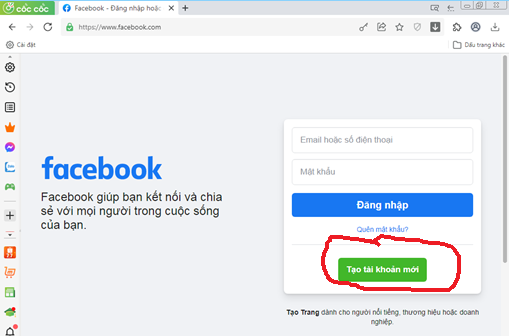 cốc cốc
Facebook - Đăng nhập hoặc
https://www.facebook.com
Cài đặt
Dấu trang khác
facebook
Facebook giúp bạn kết nối và chia
sẻ với mọi người trong cuộc sống
của bạn.
Email hoặc số điện thoại
Mật khẩu
Đăng nhập
Quên mật khẩu?
Tạo tài khoản mới
Tạo Trang dành cho người nổi tiếng, thương hiệu hoặc doanh
nghiệp.